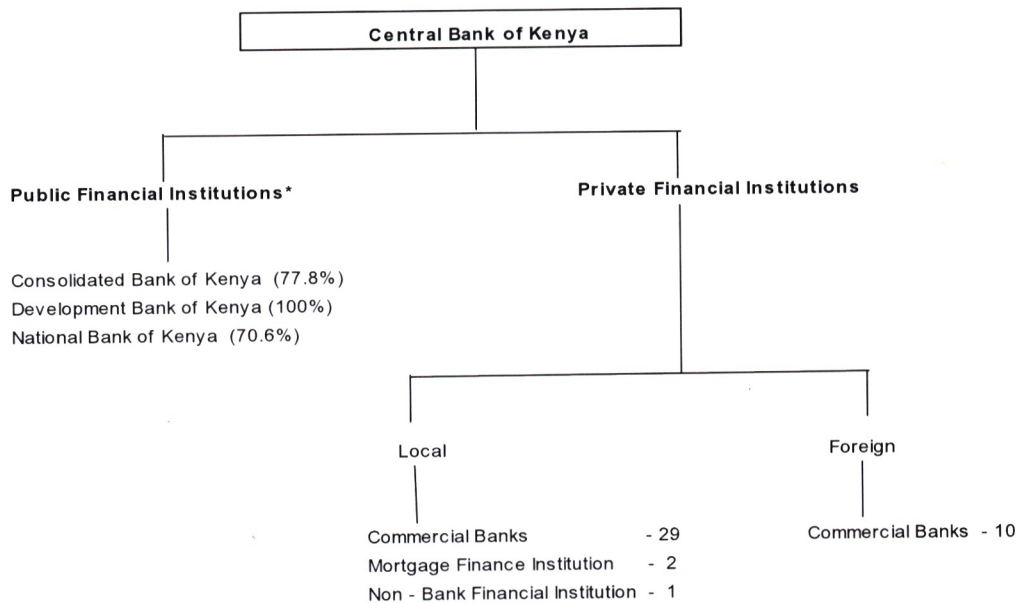 Central Bank of Kenya
Public Financial Institutions*
Private Financial Institutions
Consolidated Bank of Kenya (77.8%)
Development Bank of Kenya (100%)
National Bank of Kenya (70.6%)
Local
Foreign
Commercial Banks - 29
Mortgage Finance Institution - 2
Non - Bank Financial Institution - 1
Commercial Banks - 10